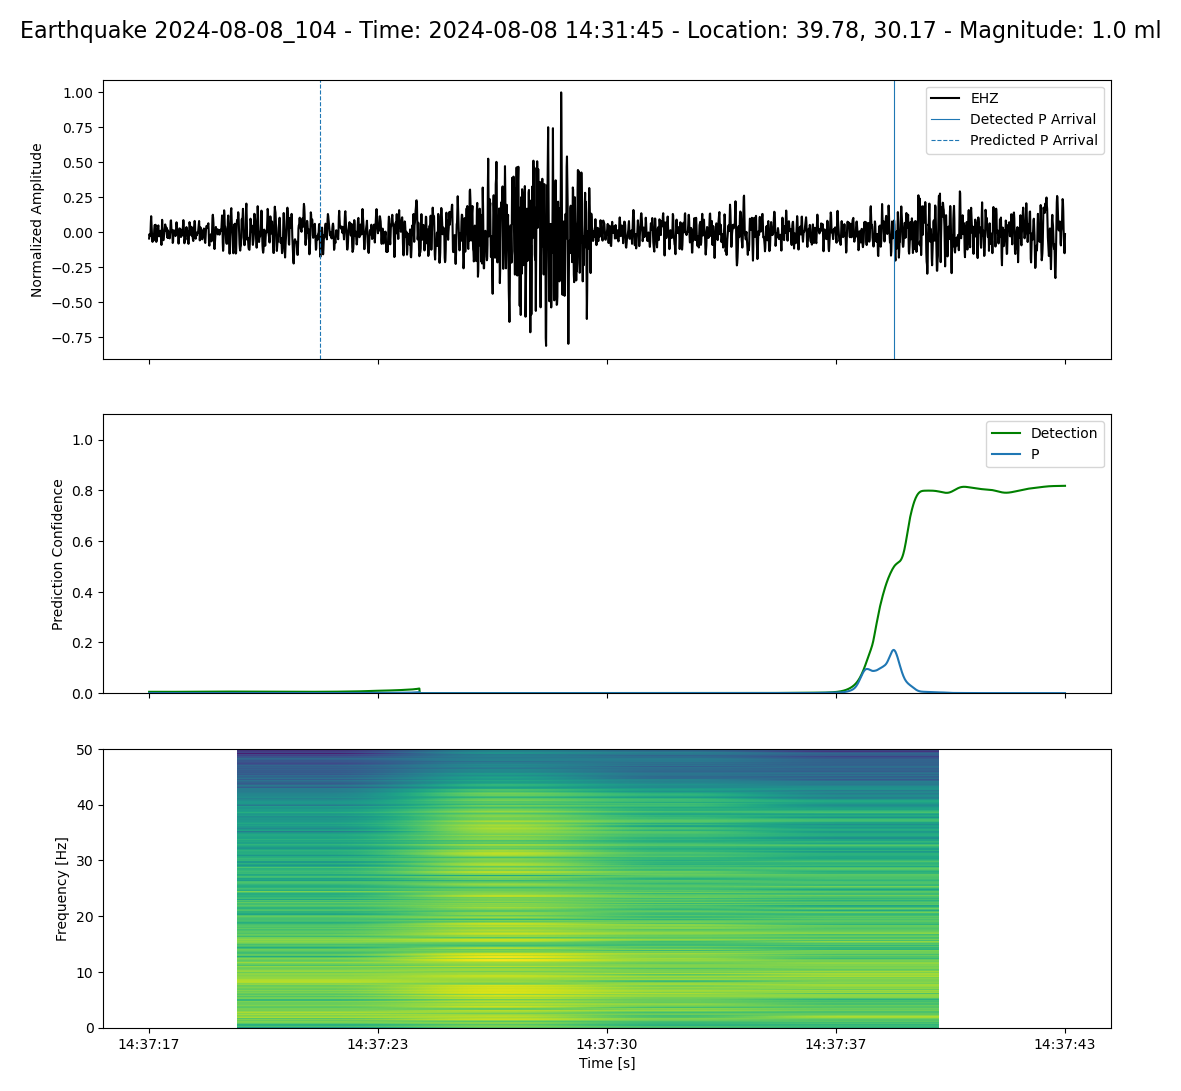 Earthquake 2024-08-08_104 - Time: 2024-08-08 14:31:45 - Location: 39.78, 30.17 - Magnitude: 1.0 ml
Normalized Amplitude
1.00
0.75
0.50
0.25
0.00
−0.25
−0.50
−0.75
EHZ
Detected P Arrival
Predicted P Arrival
Prediction Confidence
1.0
0.8
0.6
0.4
0.2
0.0
Detection
P
Frequency [Hz]
50
40
30
20
10
0
14:37:17 14:37:23 14:37:30 14:37:37 14:37:43
Time [s]